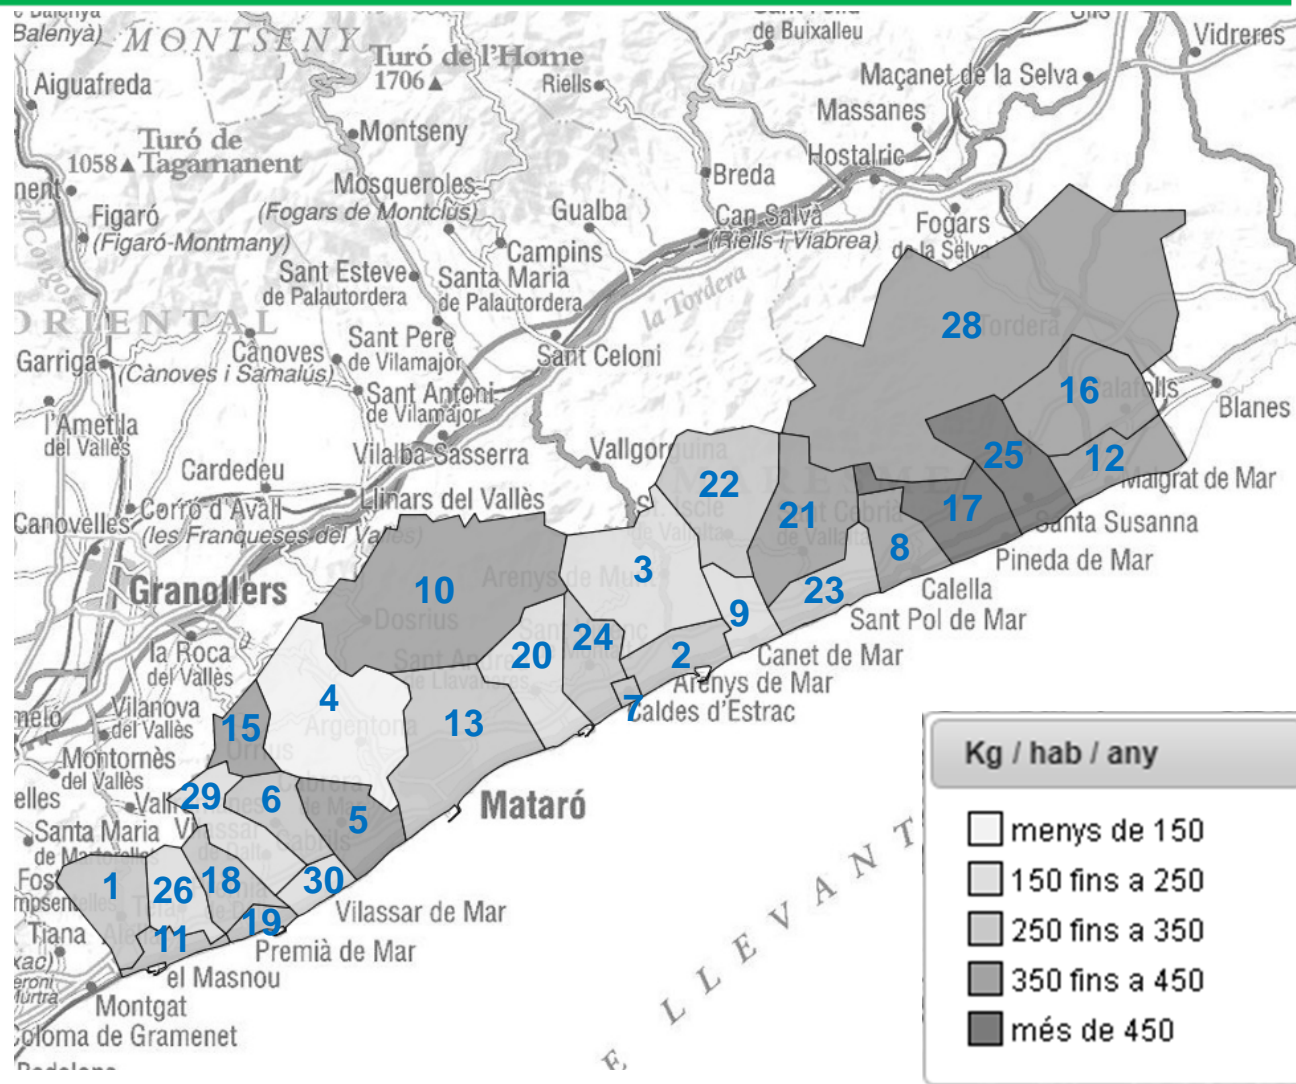 Balenyà)
MONTSENY
Turó de l'Home
1706
de Buixalleu
Vidreres
Aiguafreda
Riells
Maçanet de la Selva
Massanes
Turó de
Tagamanent
1058
Montseny
Hostalric
Breda
Mosqueroles
(Fogars de Montclús)
Gualba
Can Salvà
(Riells i Viabrea)
Fogars
de la Selva
Figaró
(Figaró-Montmany)
Campins
Sant Esteve
de Palautordera
Santa Maria
de Palautordera
la Tordera
ORIENTAL
Sant Pere
de Vilamajor
Sant Celoni
28
Tordera
Garriga
Cànoves
(Cànoves i Samalús)
Sant Antoni
de Vilamajor
16
Blanes
l'Ametlla
del Vallès
Vilalba Sasserra
Vallgorguina
25
12
Malgrat de Mar
Cardedeu
Llinars del Vallès
22
MARESME
Canovelles
Corró d'Avall
(les Franqueses del Vallès)
21
17
Santa Susanna
8
Pineda de Mar
3
10
Arenys de Munt
Granollers
Dosrius
23
Calella
9
Sant Pol de Mar
24
20
2
Canet de Mar
la Roca
del Vallès
Arenys de Mar
4
Argentona
13
7
Caldes d'Estrac
Vilanova
del Vallès
15
Òrrius
Montornès
del Vallès
29
6
5
Mataró
Santa Maria
de Martorelles
1
26
18
30
Vilassar de Mar
Tiana
11
19
Premià de Mar
el Masnou
Montgat
Coloma de Gramenet
LLEVANT
Kg / hab / any
menys de 150
150 fins a 250
250 fins a 350
350 fins a 450
més de 450